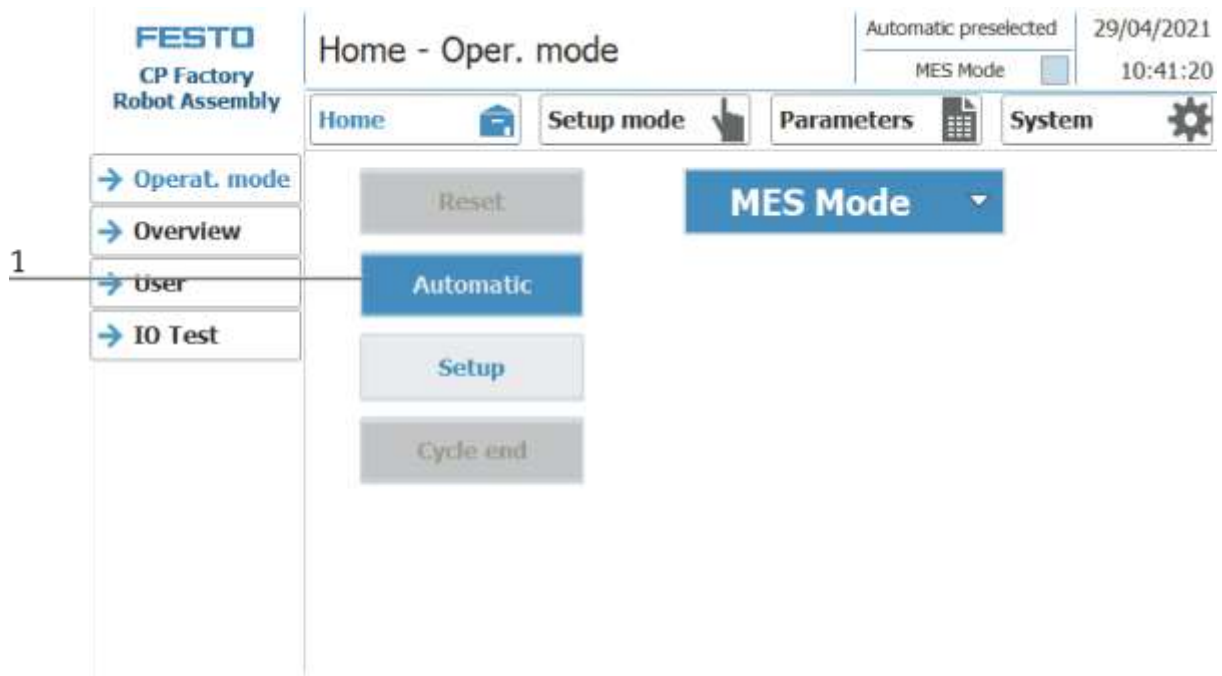 FESTO
CP Factory
Robot Assembly
Home - Oper. mode
Automatic preselected
MES Mode
29/04/2021
10:41:20
Home
Setup mode
Parameters
System
Operat. mode
Overview
User
IO Test
1
Reset
Automatic
Setup
Cycle end
MES Mode